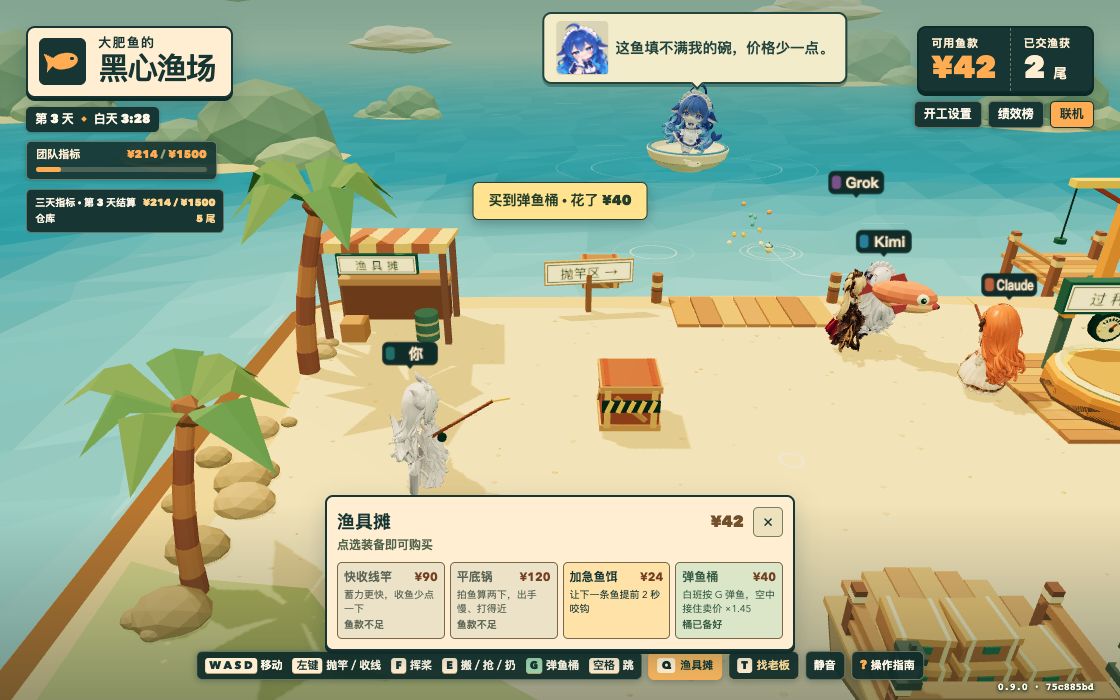 大肥鱼的
黑心渔场
第 3 天 • 白天 3:28
团队指标 ¥214 / ¥1500
三天指标 • 第 3 天结算 ¥214 / ¥1500
仓库 5 尾
这鱼填不满我的碗，价格少一点。
可用鱼款 ¥42
已交渔获 2 尾
开工设置
绩效榜
联机
买到弹鱼桶 • 花了 ¥40
Grok
Kimi
Claude
渔具摊
抛竿区 →
你
渔具摊 ¥42 ×
点选装备即可购买
快收线竿 ¥90
蓄力更快，收鱼少点
一下
鱼款不足
平底锅 ¥120
拍鱼算两下，出手
慢、打得近
鱼款不足
加急鱼饵 ¥24
让下一条鱼提前 2 秒
咬钩
弹鱼桶 ¥40
白班按 G 弹鱼，空中
接住卖价 ×1.45
桶已备好
W A S D 移动 左键 抛竿 / 收线 F 挥桨 E 搬 / 抢 / 扔 G 弹鱼桶 空格 跳
Q 渔具摊
T 找老板
静音
? 操作指南
0.9.0 · 75c885bd